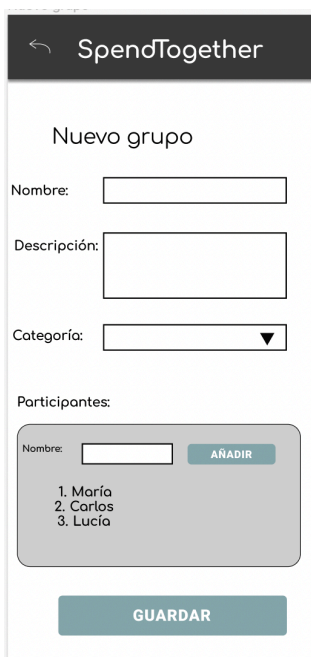 SpendTogether
Nuevo grupo
Nombre:
Descripción:
Categoría:
Participantes:
Nombre:
AÑADIR
1. María
2. Carlos
3. Lucía
GUARDAR